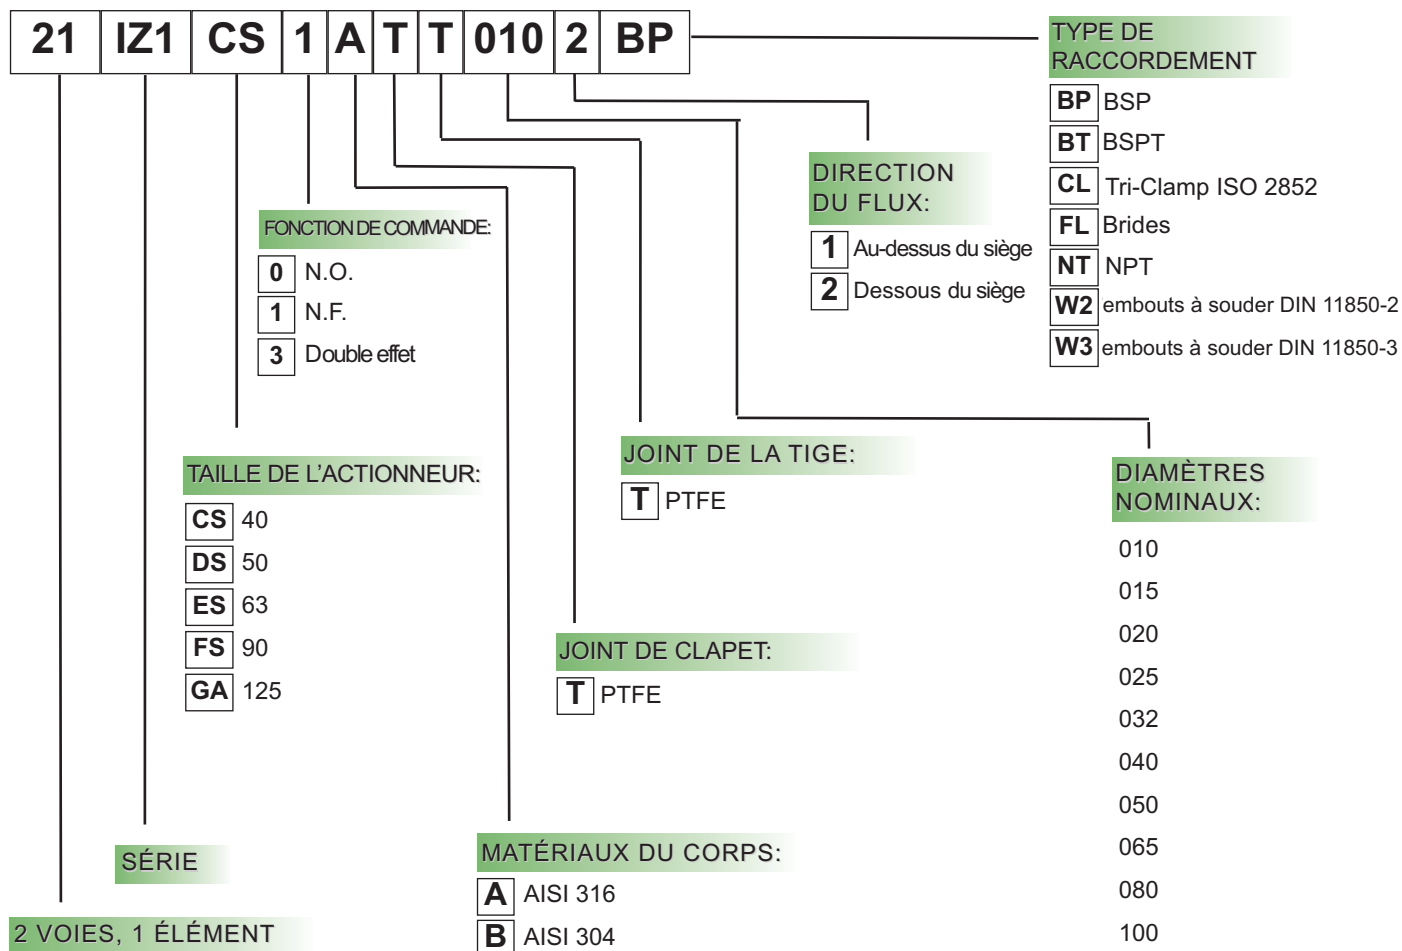 21 IZ1 CS 1 A T T 010 2 BP
TYPE DE
RACCORDEMENT
BP BSP
BT BSPT
CL Tri-Clamp ISO 2852
FL Brides
NT NPT
W2 embouts à souder DIN 11850-2
W3 embouts à souder DIN 11850-3
DIRECTION
DU FLUX:
1 Au-dessus du siège
2 Dessous du siège
FONCTION DE COMMANDE:
0 N.O.
1 N.F.
3 Double effet
TAILLE DE L'ACTIONNEUR:
CS 40
DS 50
ES 63
FS 90
GA 125
JOINT DE LA TIGE:
T PTFE
DIAMÈTRES
NOMINAUX:
010
015
020
025
032
040
050
065
080
100
JOINT DE CLAPET:
T PTFE
SÉRIE
MATÉRIAUX DU CORPS:
A AISI 316
B AISI 304
2 VOIES, 1 ÉLÉMENT